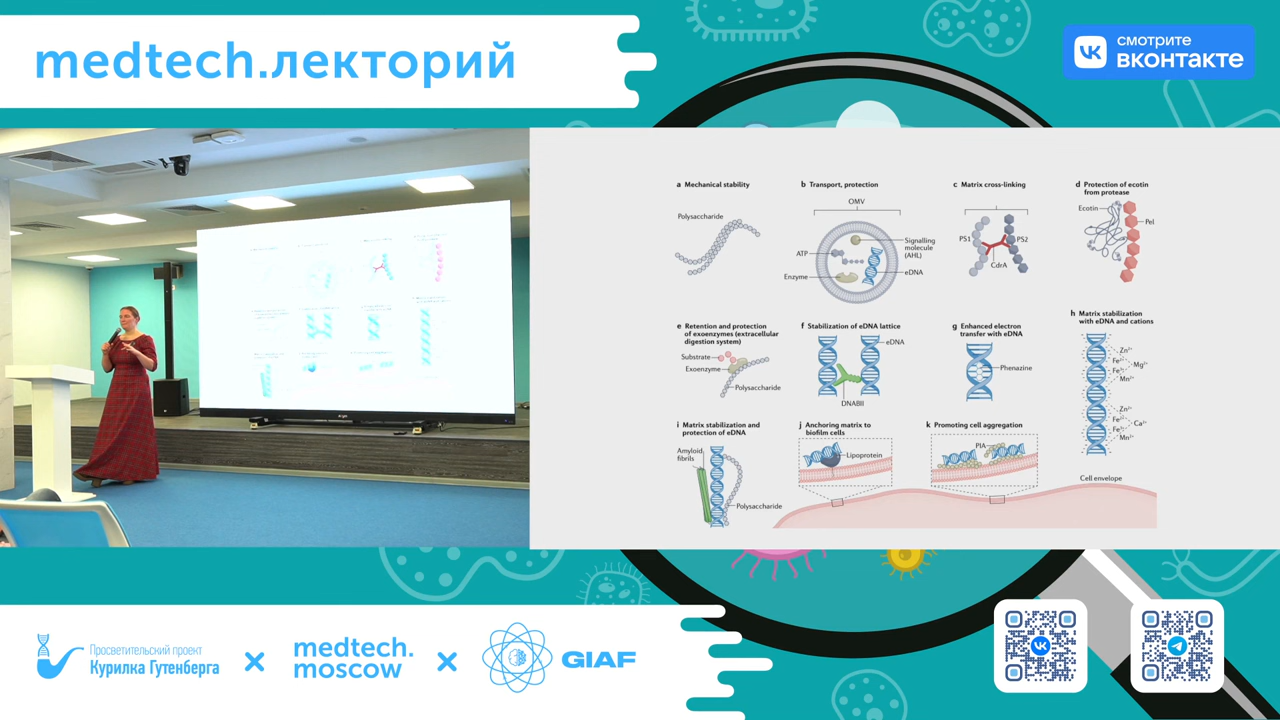 medtech.лекторий
СМОТРИТЕ
ВКОНТАКТЕ
a Mechanical stability
Polysaccharide
b Transport, protection
OMV
ATP
Enzyme
Signalling
molecule
(AHL)
eDNA
c Matrix cross-linking
PS1
PS2
CdrA
d Protection of ecotin
from protease
Ecotin
Pel
e Retention and protection
of exoenzymes (extracellular
digestion system)
Substrate
Exoenzyme
Polysaccharide
f Stabilization of eDNA lattice
eDNA
DNABII
g Enhanced electron
transfer with eDNA
Phenazine
h Matrix stabilization
with eDNA and cations
Zn²⁺
Fe²⁺
Mg²⁺
Fe³⁺
Mn²⁺
Zn²⁺
Fe²⁺
Ca²⁺
Fe³⁺
Mn²⁺
i Matrix stabilization and
protection of eDNA
Amyloid
fibrils
Polysaccharide
j Anchoring matrix to
biofilm cells
Lipoprotein
k Promoting cell aggregation
PIA
Cell envelope
Просветительский проект
Курилка Гутенберга
×
medtech.
moscow
×
GIAF